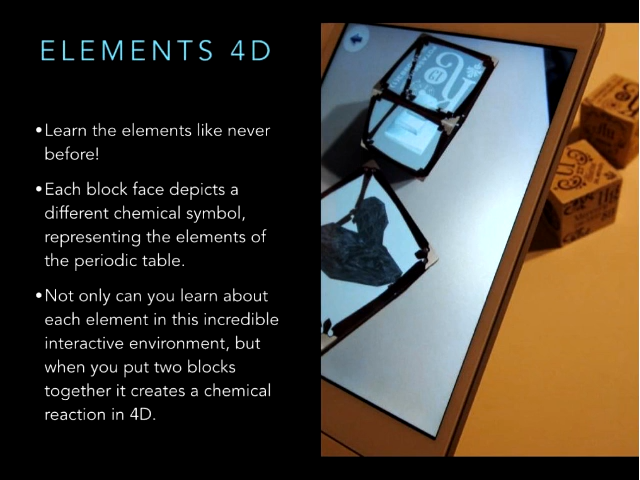 ELEMENTS 4D
•Learn the elements like never
before!
•Each block face depicts a
different chemical symbol,
representing the elements of
the periodic table.
•Not only can you learn about
each element in this incredible
interactive environment, but
when you put two blocks
together it creates a chemical
reaction in 4D.